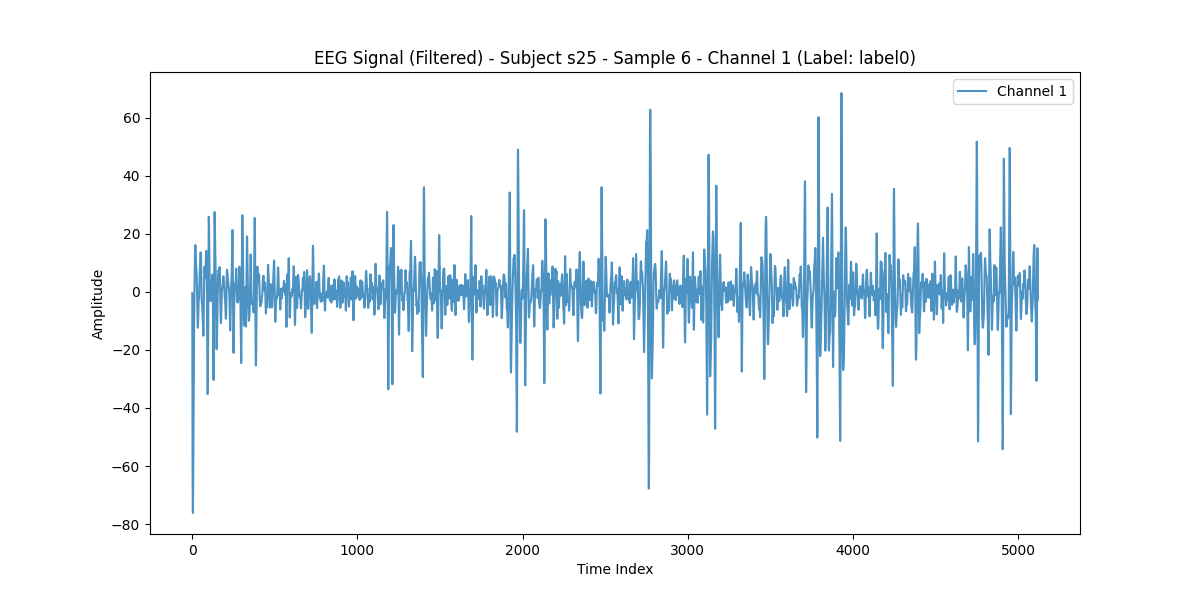 EEG Signal (Filtered) - Subject s25 - Sample 6 - Channel 1 (Label: label0)
Channel 1
60
40
20
0
−20
−40
−60
−80
Amplitude
0 1000 2000 3000 4000 5000
Time Index